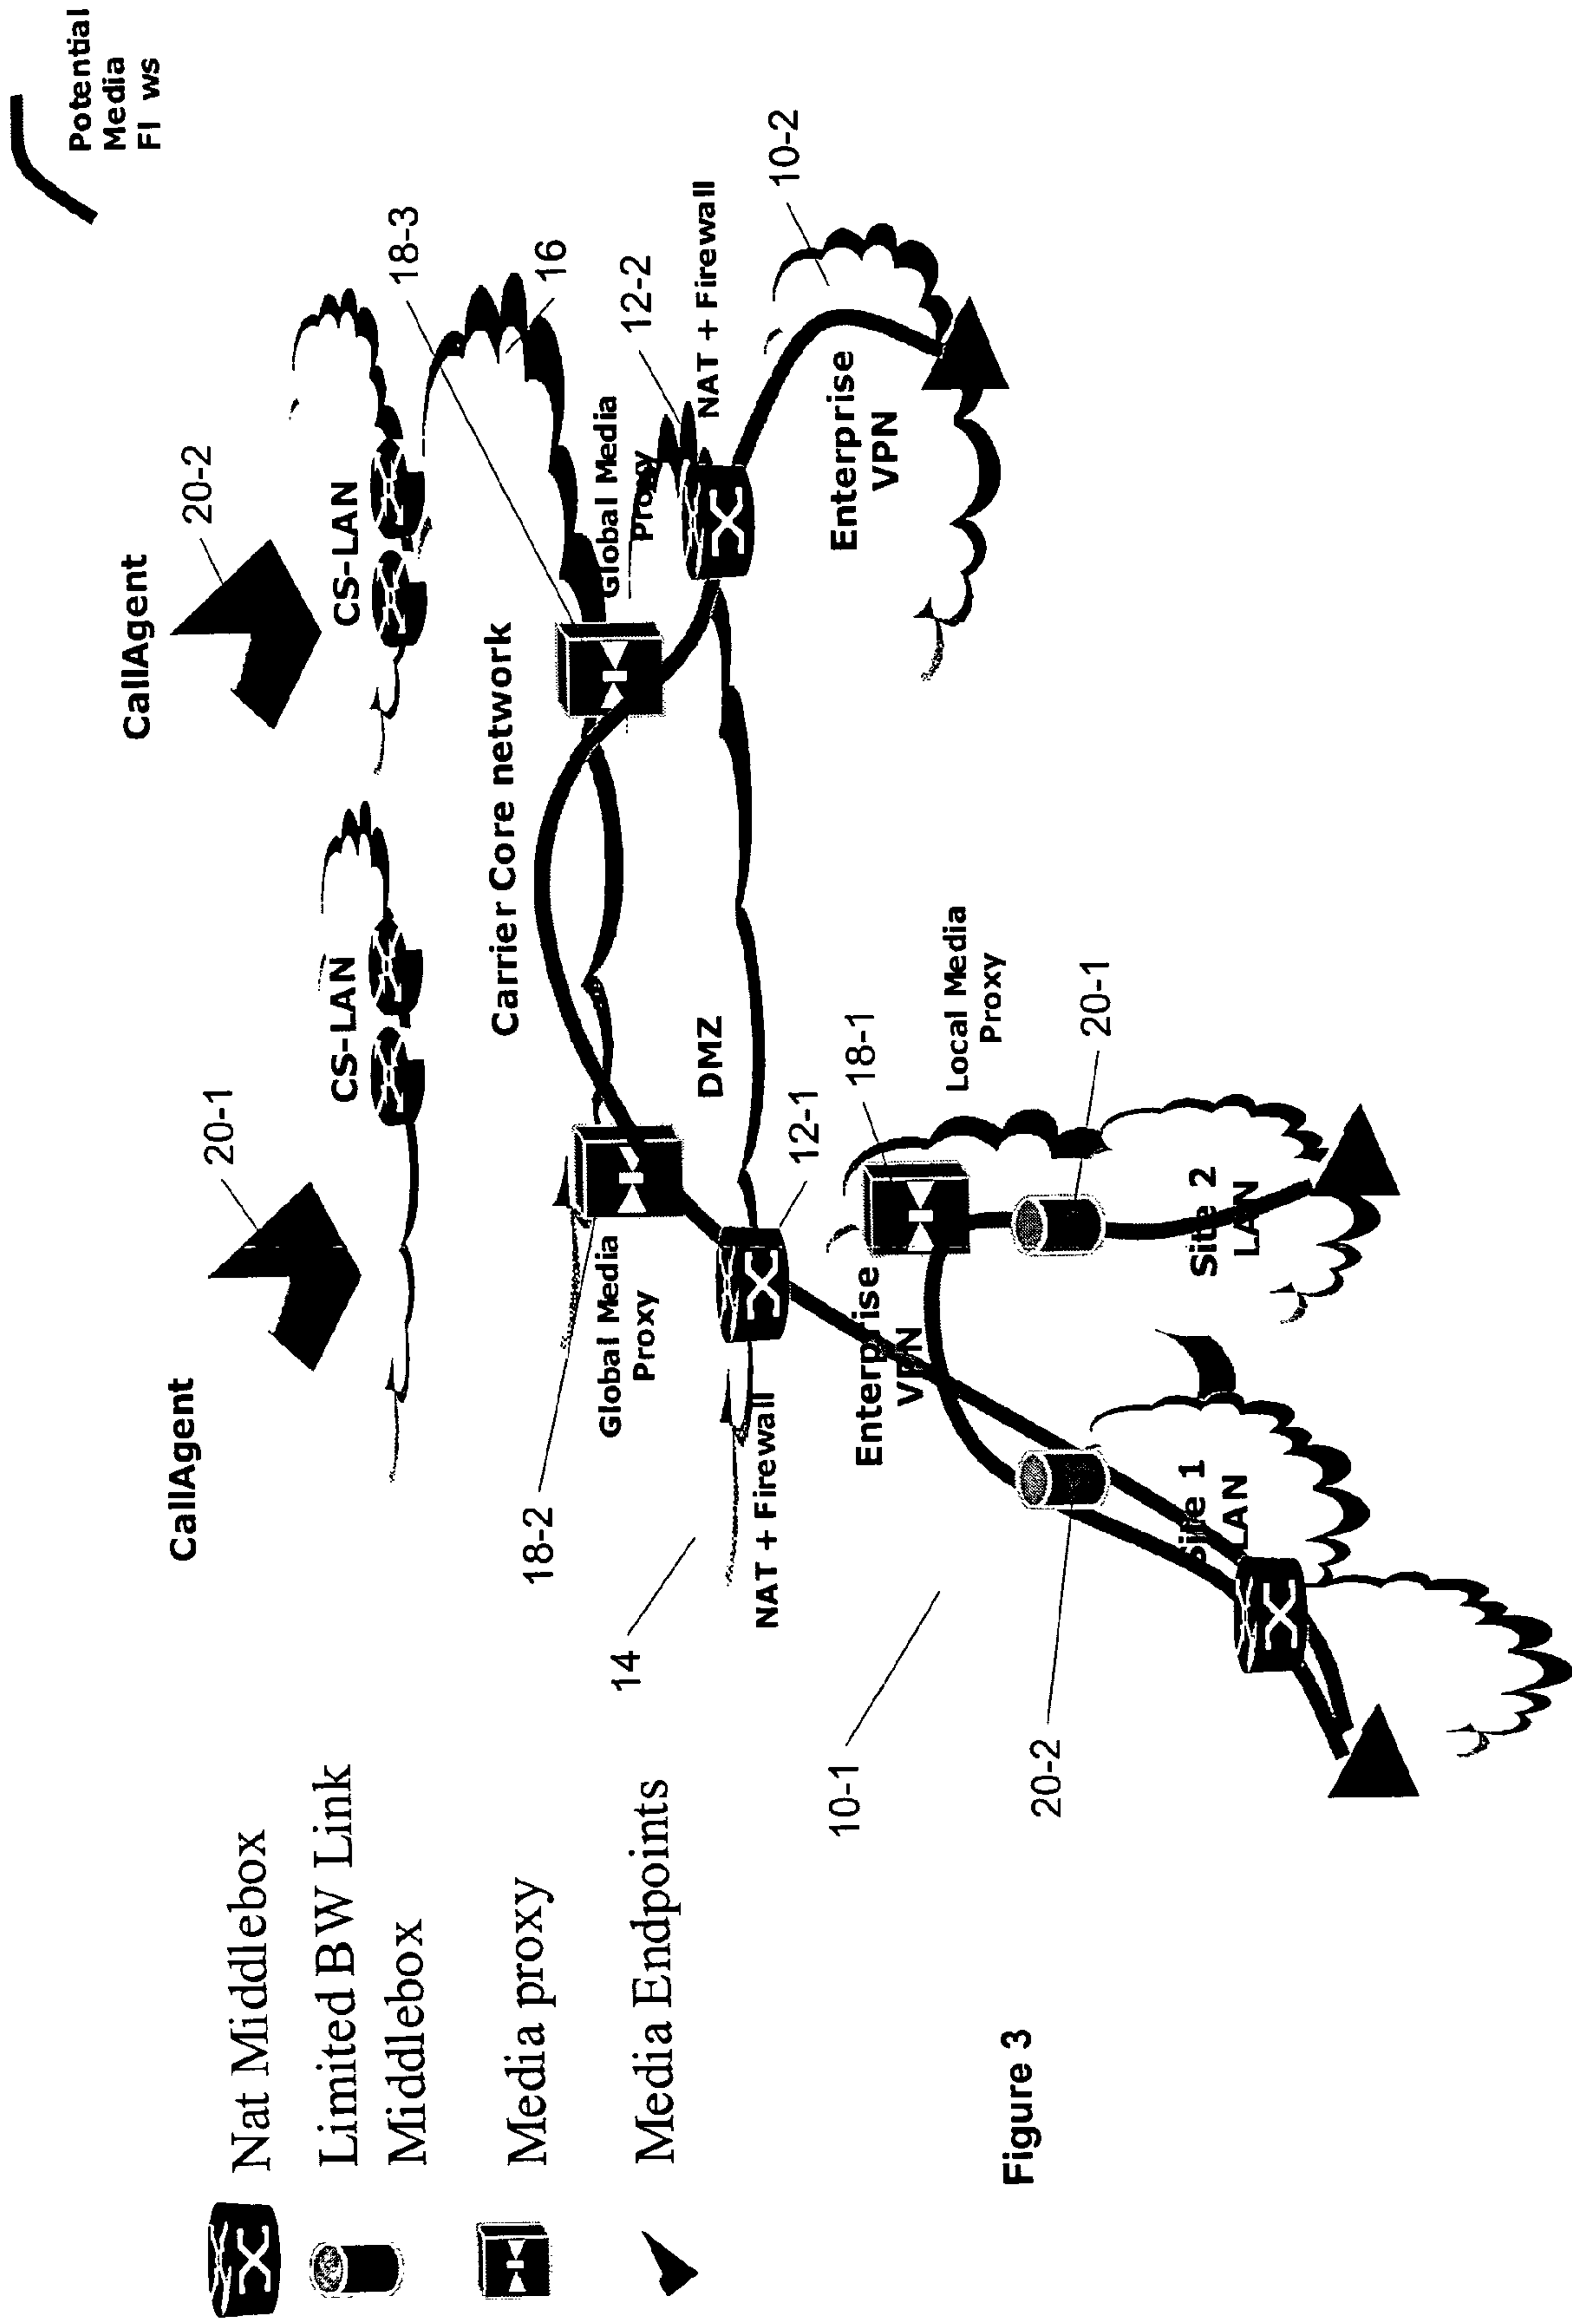 Potential
Media
Fl ws
Nat Middlebox
Limited BW Link
Middlebox
Media proxy
Media Endpoints
CallAgent
20-1
CallAgent
20-2
CS-LAN
CS-LAN
18-3
16
Carrier Core network
18-2
Global Media
Proxy
Global Media
Proxy
12-2
14
DMZ
NAT + Firewall
12-1
NAT + Firewall
10-2
10-1
Enterprise
VPN
18-1
Enterprise
VPN
Local Media
Proxy
20-2
20-1
Site 1
LAN
Site 2
LAN
Figure 3